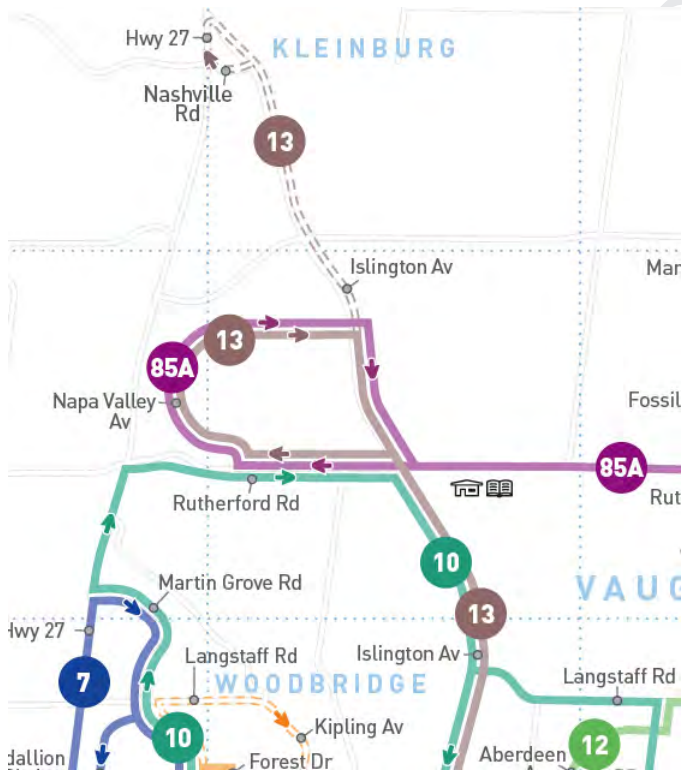 Hwy 27
KLEINBURG
Nashville
Rd
13
Islington Av
Mar
13
85A
Napa Valley
Av
Fossil
85A
Rutherford Rd
Rut
10
Martin Grove Rd
VAUG
13
Hwy 27
Islington Av
Langstaff Rd
WOODBRIDGE
Langstaff Rd
7
Kipling Av
10
12
dallion
Forest Dr
Aberdeen